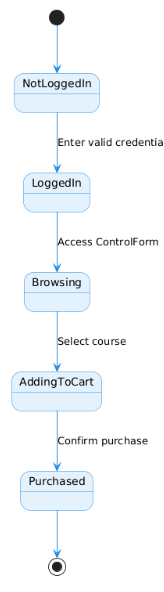 NotLoggedIn
Enter valid credentia
LoggedIn
Access ControlForm
Browsing
Select course
AddingToCart
Confirm purchase
Purchased